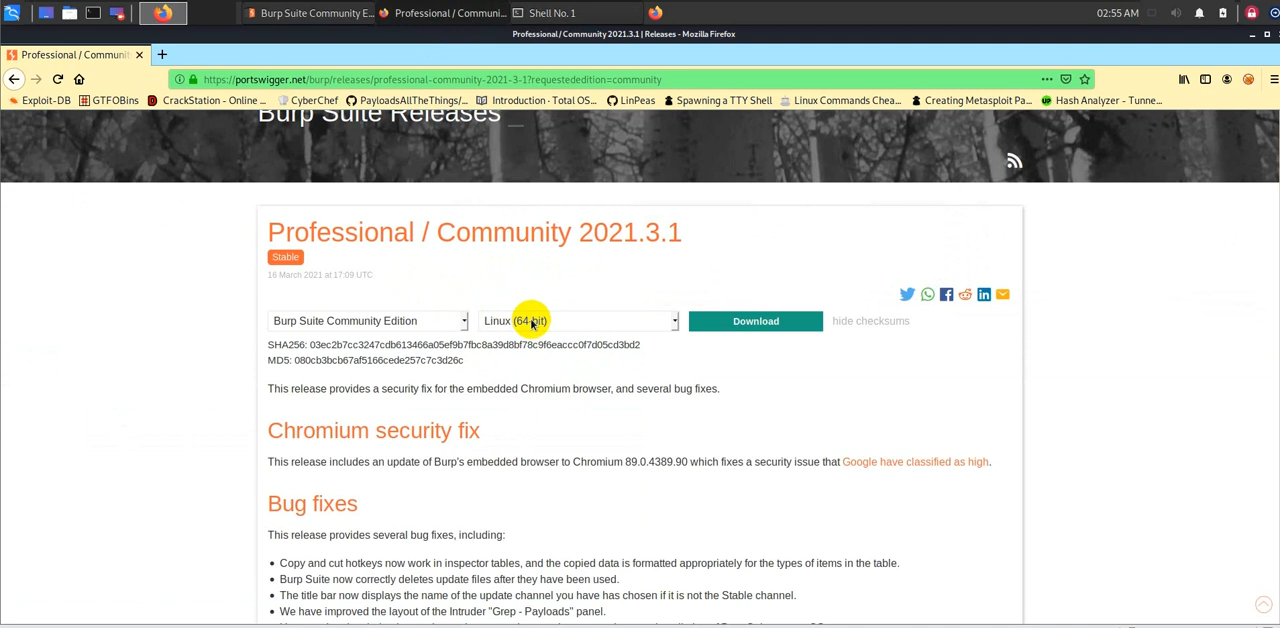 Burp Suite Community E...
Professional / Communi...
Shell No. 1
02:55 AM
Professional / Community 2021.3.1 | Releases - Mozilla Firefox
Professional / Communit
https://portswigger.net/burp/releases/professional-community-2021-3-1?requestededition=community
Exploit-DB
GTFOBins
CrackStation - Online ...
CyberChef
PayloadsAllTheThings/...
Introduction · Total OS...
LinPeas
Spawning a TTY Shell
Linux Commands Chea...
Creating Metasploit Pa...
Hash Analyzer - Tunne...
Burp Suite Releases _
Professional / Community 2021.3.1
Stable
16 March 2021 at 17:09 UTC
Burp Suite Community Edition
Linux (64-bit)
Download
hide checksums
SHA256: 03ec2b7cc3247cdb613466a05ef9b7fbc8a39d8bf78c9f6eaccc0f7d05cd3bd2
MD5: 080cb3bcb67af5166cede257c7c3d26c
This release provides a security fix for the embedded Chromium browser, and several bug fixes.
Chromium security fix
This release includes an update of Burp's embedded browser to Chromium 89.0.4389.90 which fixes a security issue that Google have classified as high.
Bug fixes
This release provides several bug fixes, including:
Copy and cut hotkeys now work in inspector tables, and the copied data is formatted appropriately for the types of items in the table.
Burp Suite now correctly deletes update files after they have been used.
The title bar now displays the name of the update channel you have has chosen if it is not the Stable channel.
We have improved the layout of the Intruder "Grep - Payloads" panel.